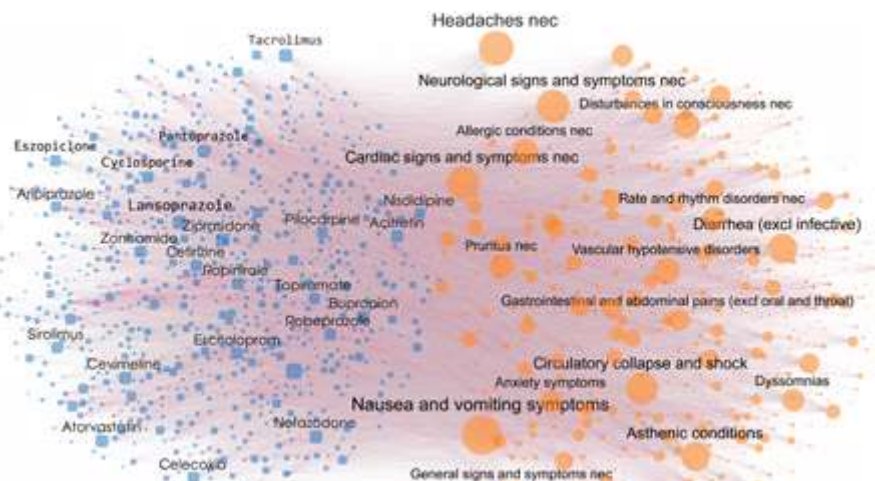 Headaches nec
Tacrolimus
Neurological signs and symptoms nec
Disturbances in consciousness nec
Allergic conditions nec
Pantoprazole
Eszopiclone
Cyclosporine
Cardiac signs and symptoms nec
Aripiprazole
Nisoldipine
Rate and rhythm disorders nec
Lansoprazole
Pilocarpine
Acitretin
Ziprasidone
Diarrhea (excl infective)
Zonisamide
Pruritus nec
Vascular hypotensive disorders
Cetirizine
Ropinirole
Topiramate
Bupropion
Gastrointestinal and abdominal pains (excl oral and throat)
Rabeprazole
Sirolimus
Escitalopram
Cevimeline
Circulatory collapse and shock
Anxiety symptoms
Dyssomnias
Nausea and vomiting symptoms
Atorvastatin
Nefazodone
Asthenic conditions
Celecoxib
General signs and symptoms nec